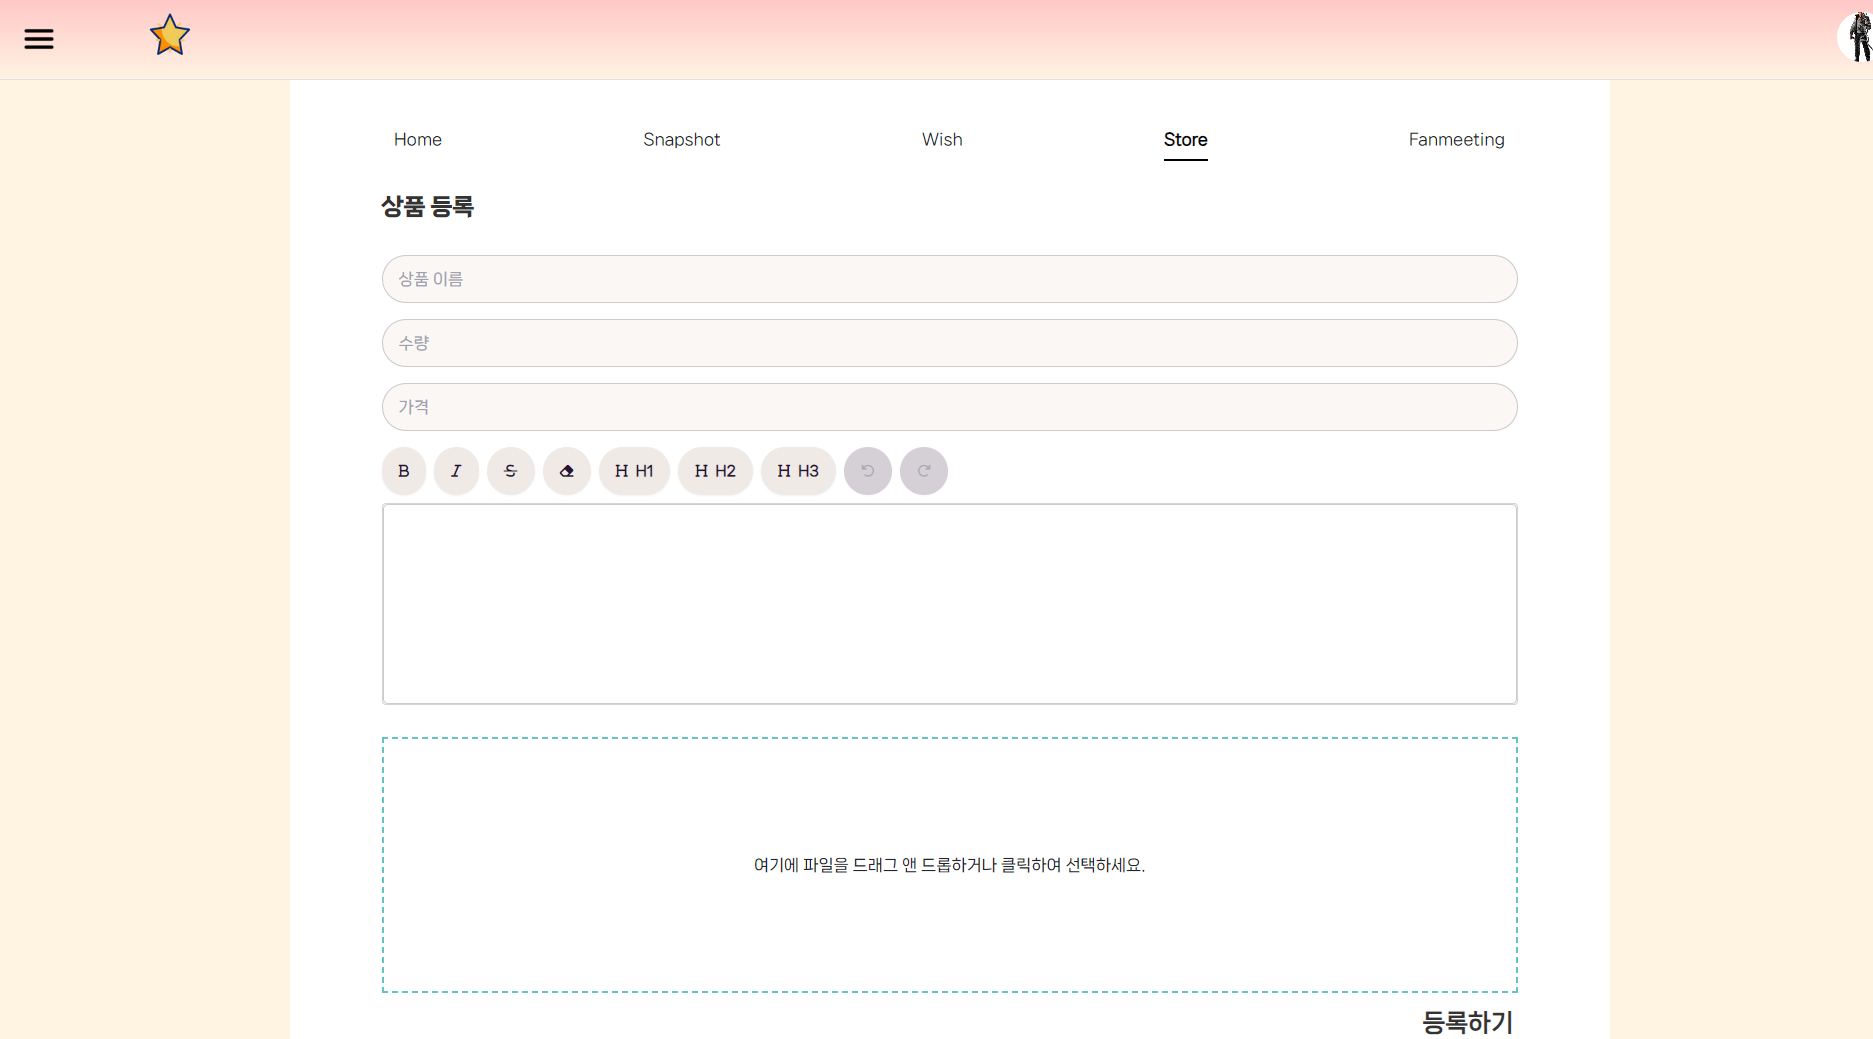 Home Snapshot Wish Store Fanmeeting
상품 등록
상품 이름
수량
가격
B I S H H1 H H2 H H3
여기에 파일을 드래그 앤 드롭하거나 클릭하여 선택하세요.
등록하기